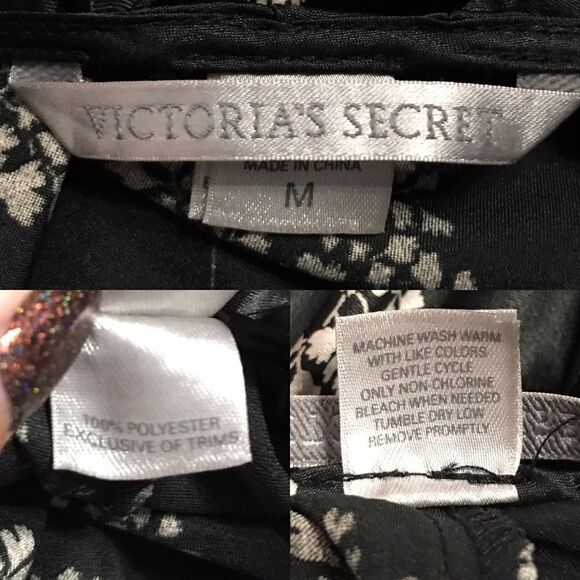 VICTORIA'S SECRET
MADE IN CHINA
M
100% POLYESTER
EXCLUSIVE OF TRIMS
MACHINE WASH WARM
WITH LIKE COLORS
GENTLE CYCLE
ONLY NON-CHLORINE
BLEACH WHEN NEEDED
TUMBLE DRY LOW
REMOVE PROMPTLY